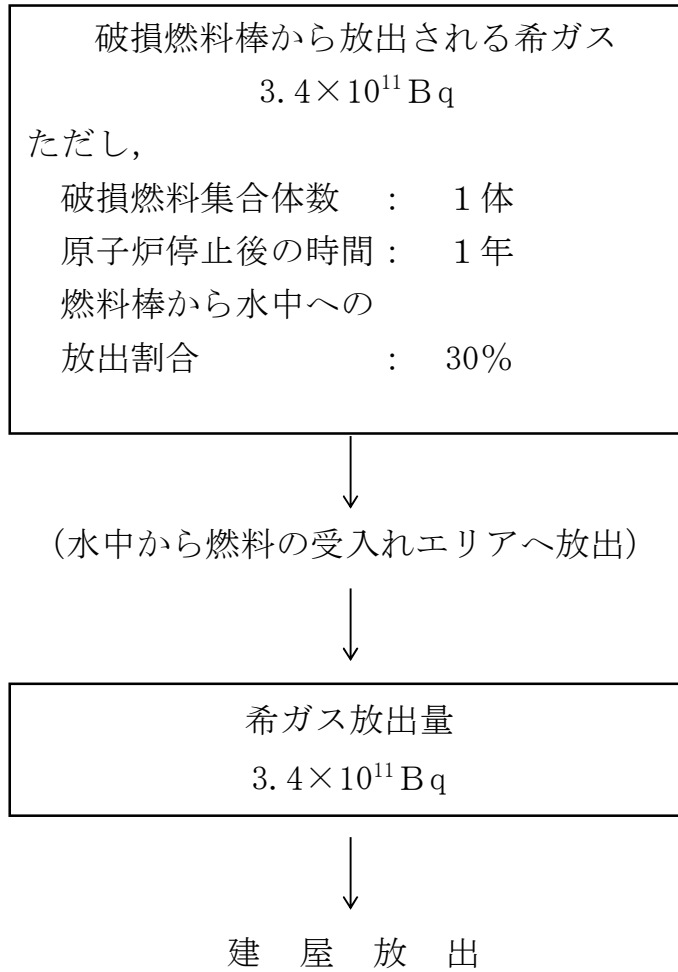 破損燃料棒から放出される希ガス
3.4×10¹¹Ｂｑ
ただし，
破損燃料集合体数　：　１体
原子炉停止後の時間：　１年
燃料棒から水中への
放出割合　　　　　：　30％
（水中から燃料の受入れエリアへ放出）
希ガス放出量
3.4×10¹¹Ｂｑ
建　屋　放　出